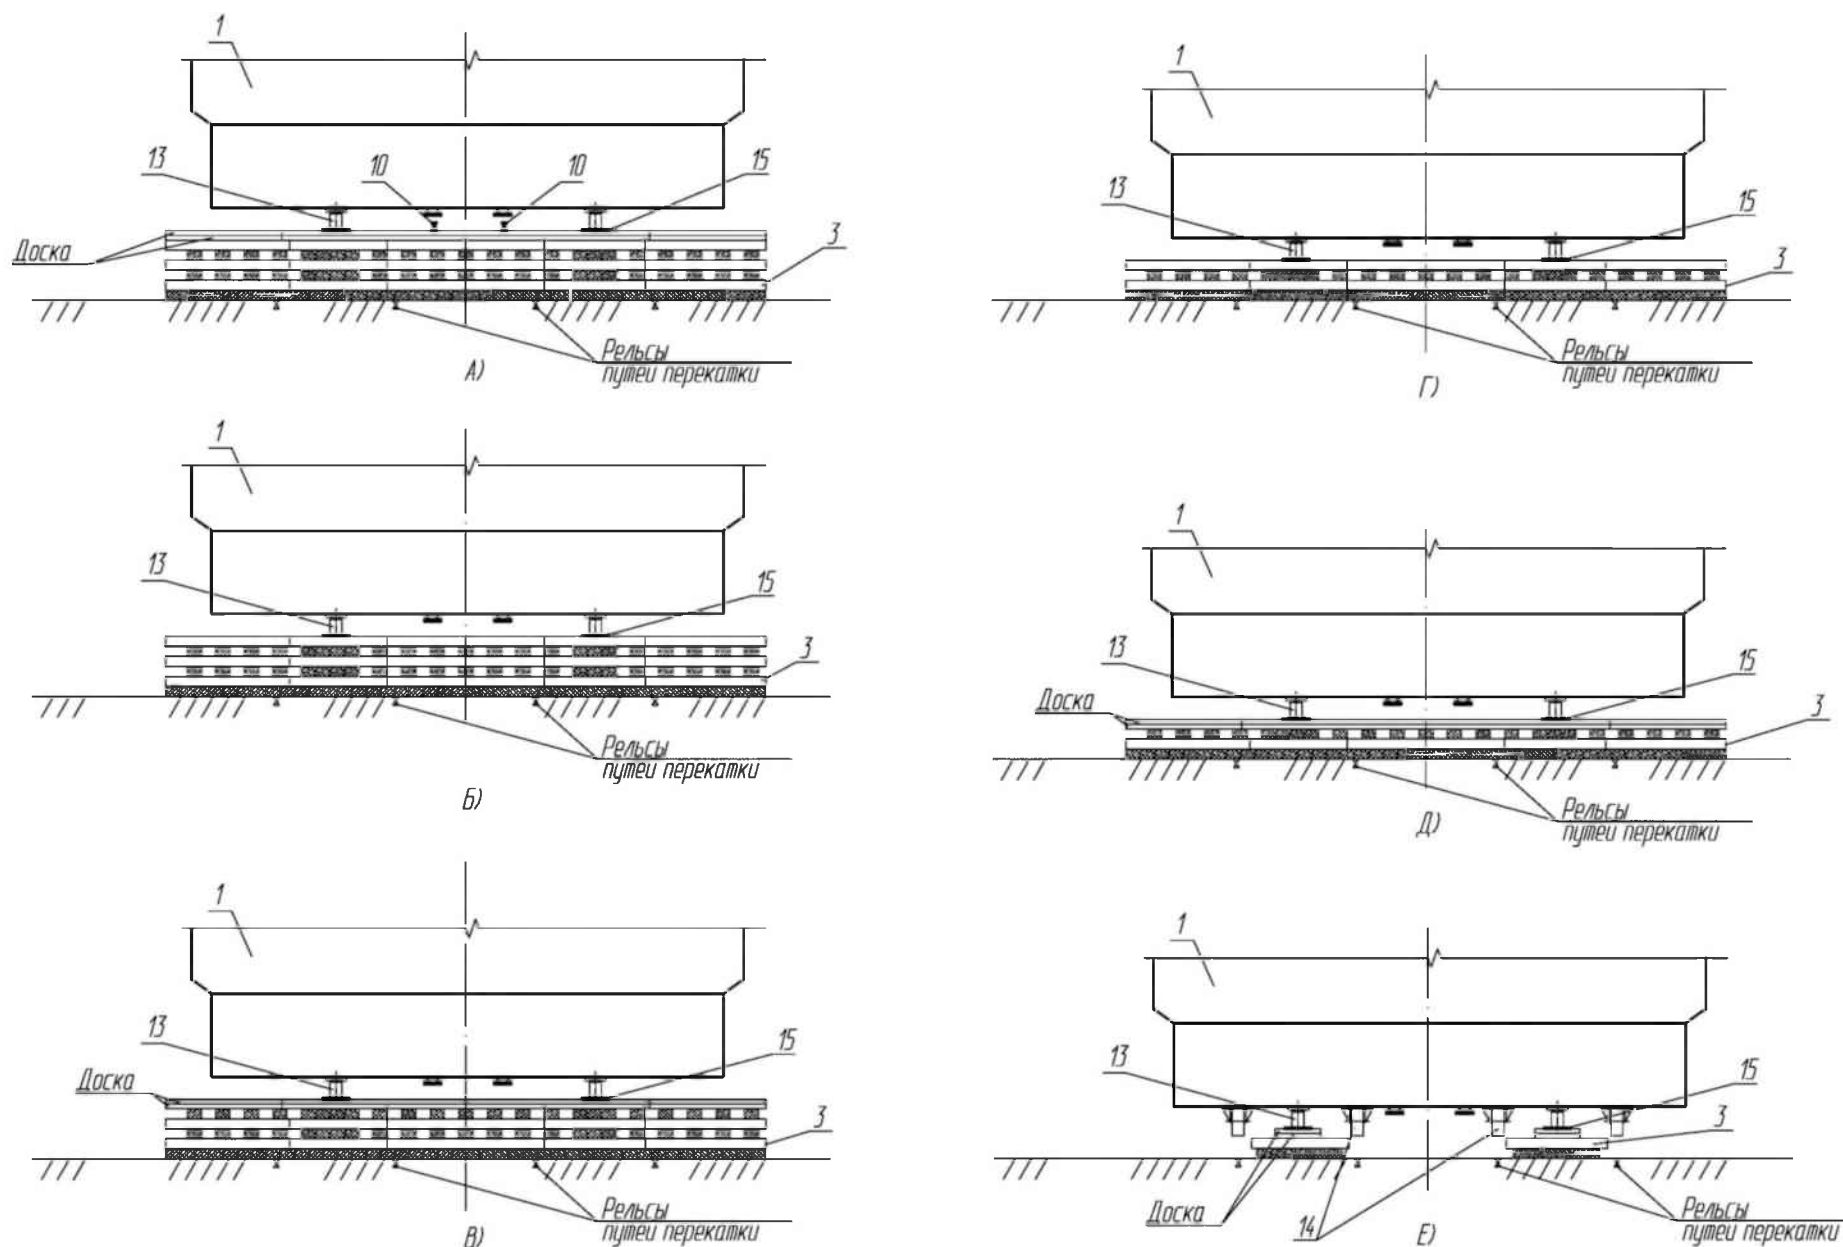 1
13
10
10
15
Доска
3
Рельсы
путей перекатки
А)
1
13
15
3
Рельсы
путей перекатки
Б)
1
13
15
Доска
3
Рельсы
путей перекатки
В)
1
13
15
3
Рельсы
путей перекатки
Г)
1
13
15
Доска
3
Рельсы
путей перекатки
Д)
1
13
15
3
Доска
14
Рельсы
путей перекатки
Е)